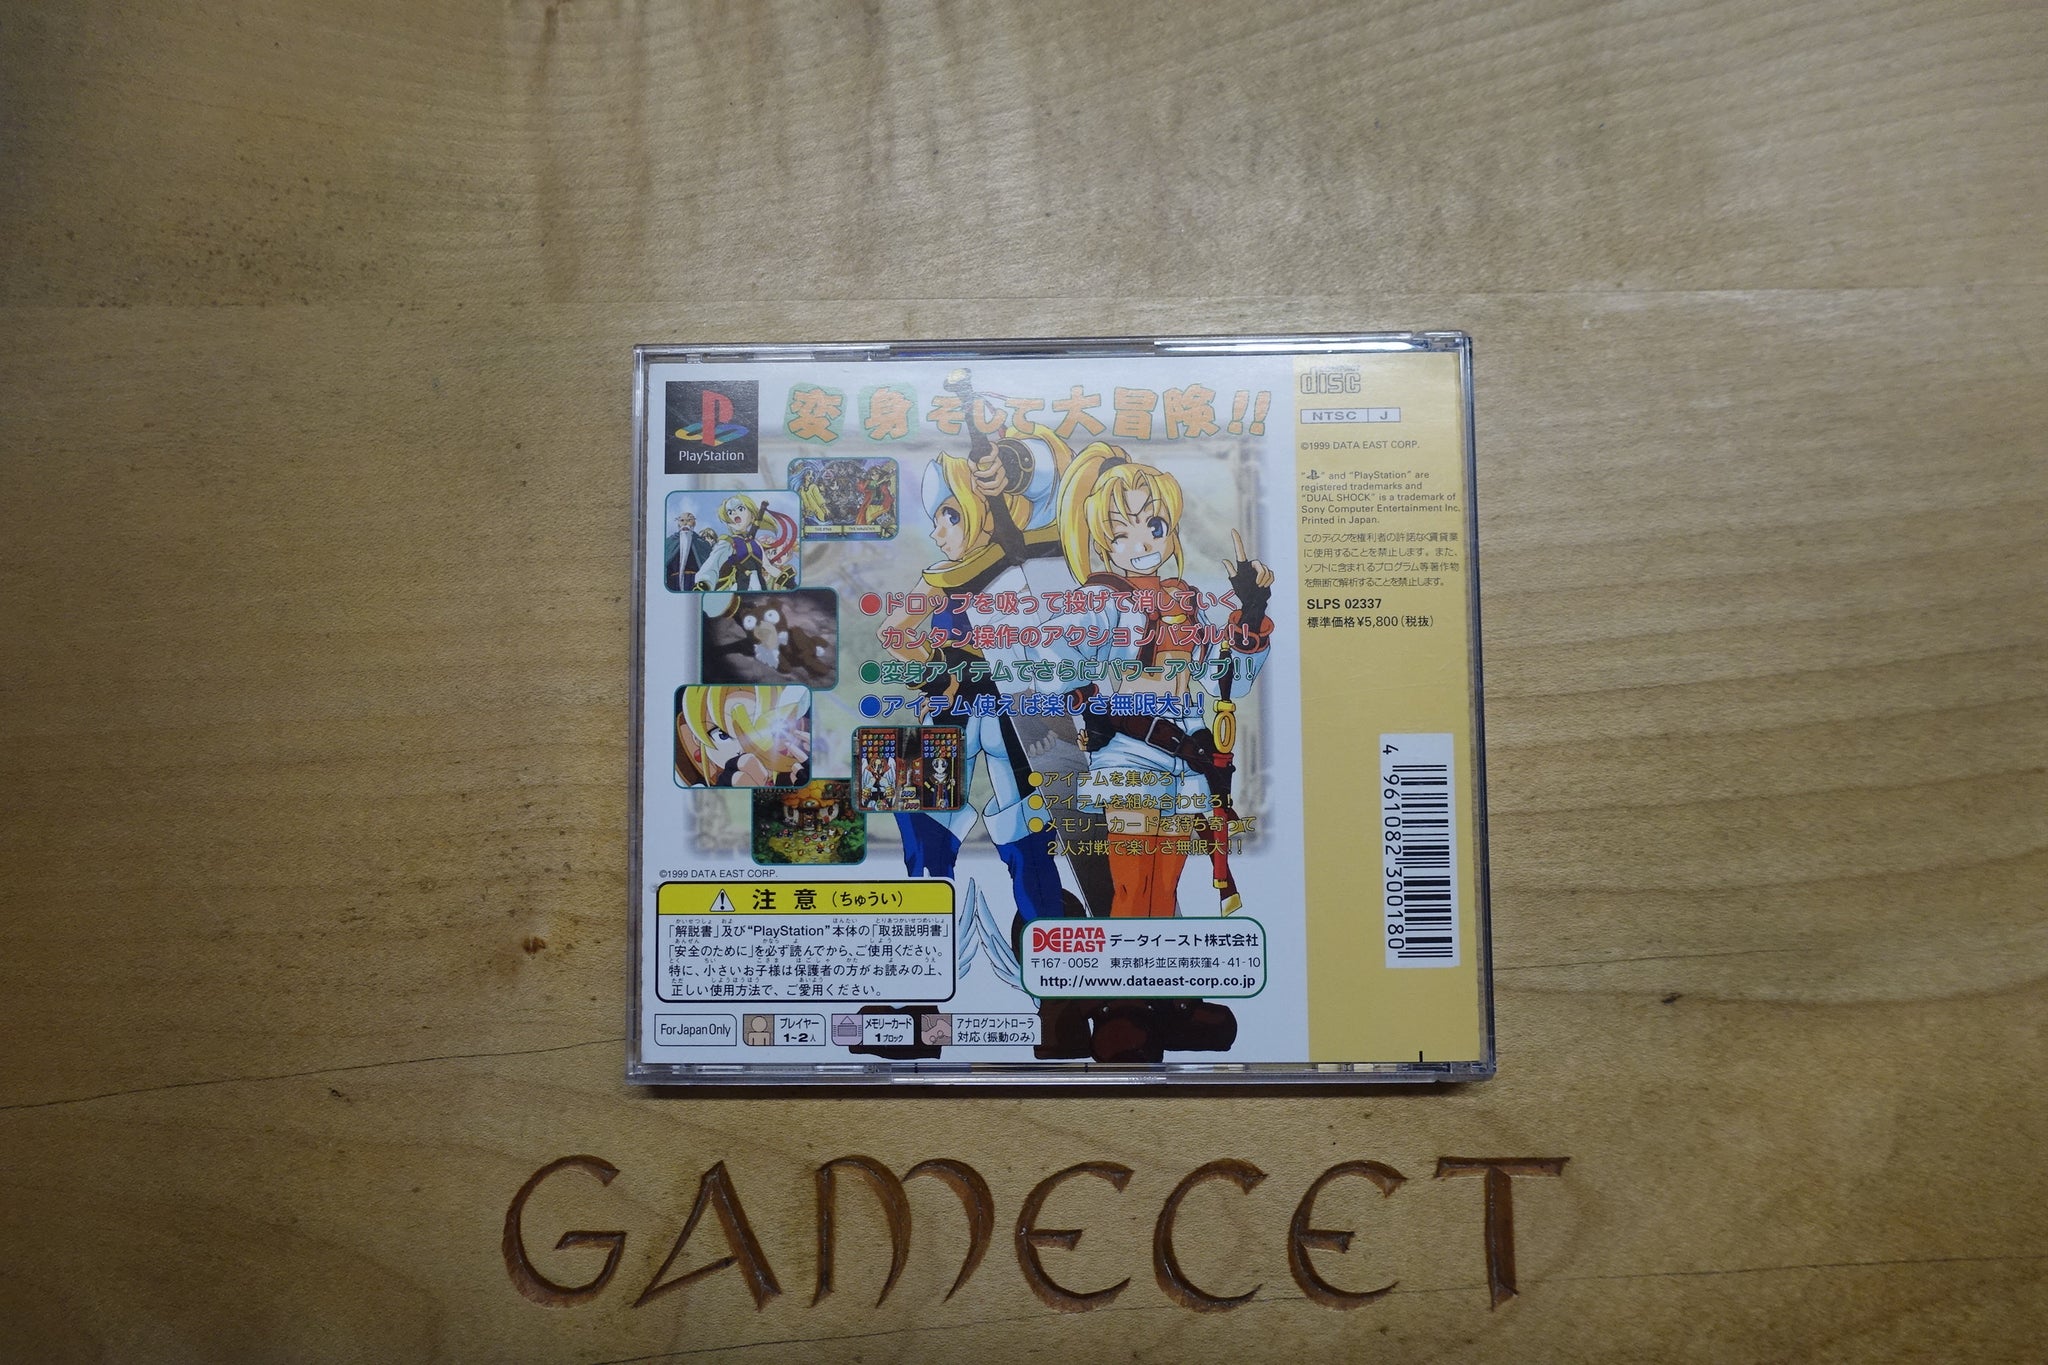 PlayStation
変身そして大冒険!!
●ドロップを吸って投げて消していく
カンタン操作のアクションパズル!!
●変身アイテムでさらにパワーアップ!!
●アイテム使えば楽しさ無限大!!
●アイテムを集めろ!
●アイテムを組み合わせろ!
●メモリーカードを持ち寄って
2人対戦で楽しさ無限大!!
©1999 DATA EAST CORP.
注意(ちゅうい)
「解説書」及び“PlayStation”本体の「取扱説明書」
「安全のために」を必ず読んでから、ご使用ください。
特に、小さいお子様は保護者の方がお読みの上、
正しい使用方法で、ご愛用ください。
DATA EAST データイースト株式会社
〒167-0052 東京都杉並区南荻窪4-41-10
http://www.dataeast-corp.co.jp
For Japan Only
プレイヤー
1~2人
メモリーカード
1ブロック
アナログコントローラ
対応(振動のみ)
disc
NTSC J
©1999 DATA EAST CORP.
“ ” and “PlayStation” are
registered trademarks and
“DUAL SHOCK” is a trademark of
Sony Computer Entertainment Inc.
Printed in Japan.
このディスクを権利者の許諾なく賃貸業
に使用することを禁止します。また、
ソフトに含まれるプログラム等著作物
を無断で解析することを禁止します。
SLPS 02337
標準価格¥5,800(税抜)
4 961082 300180
GAMECET